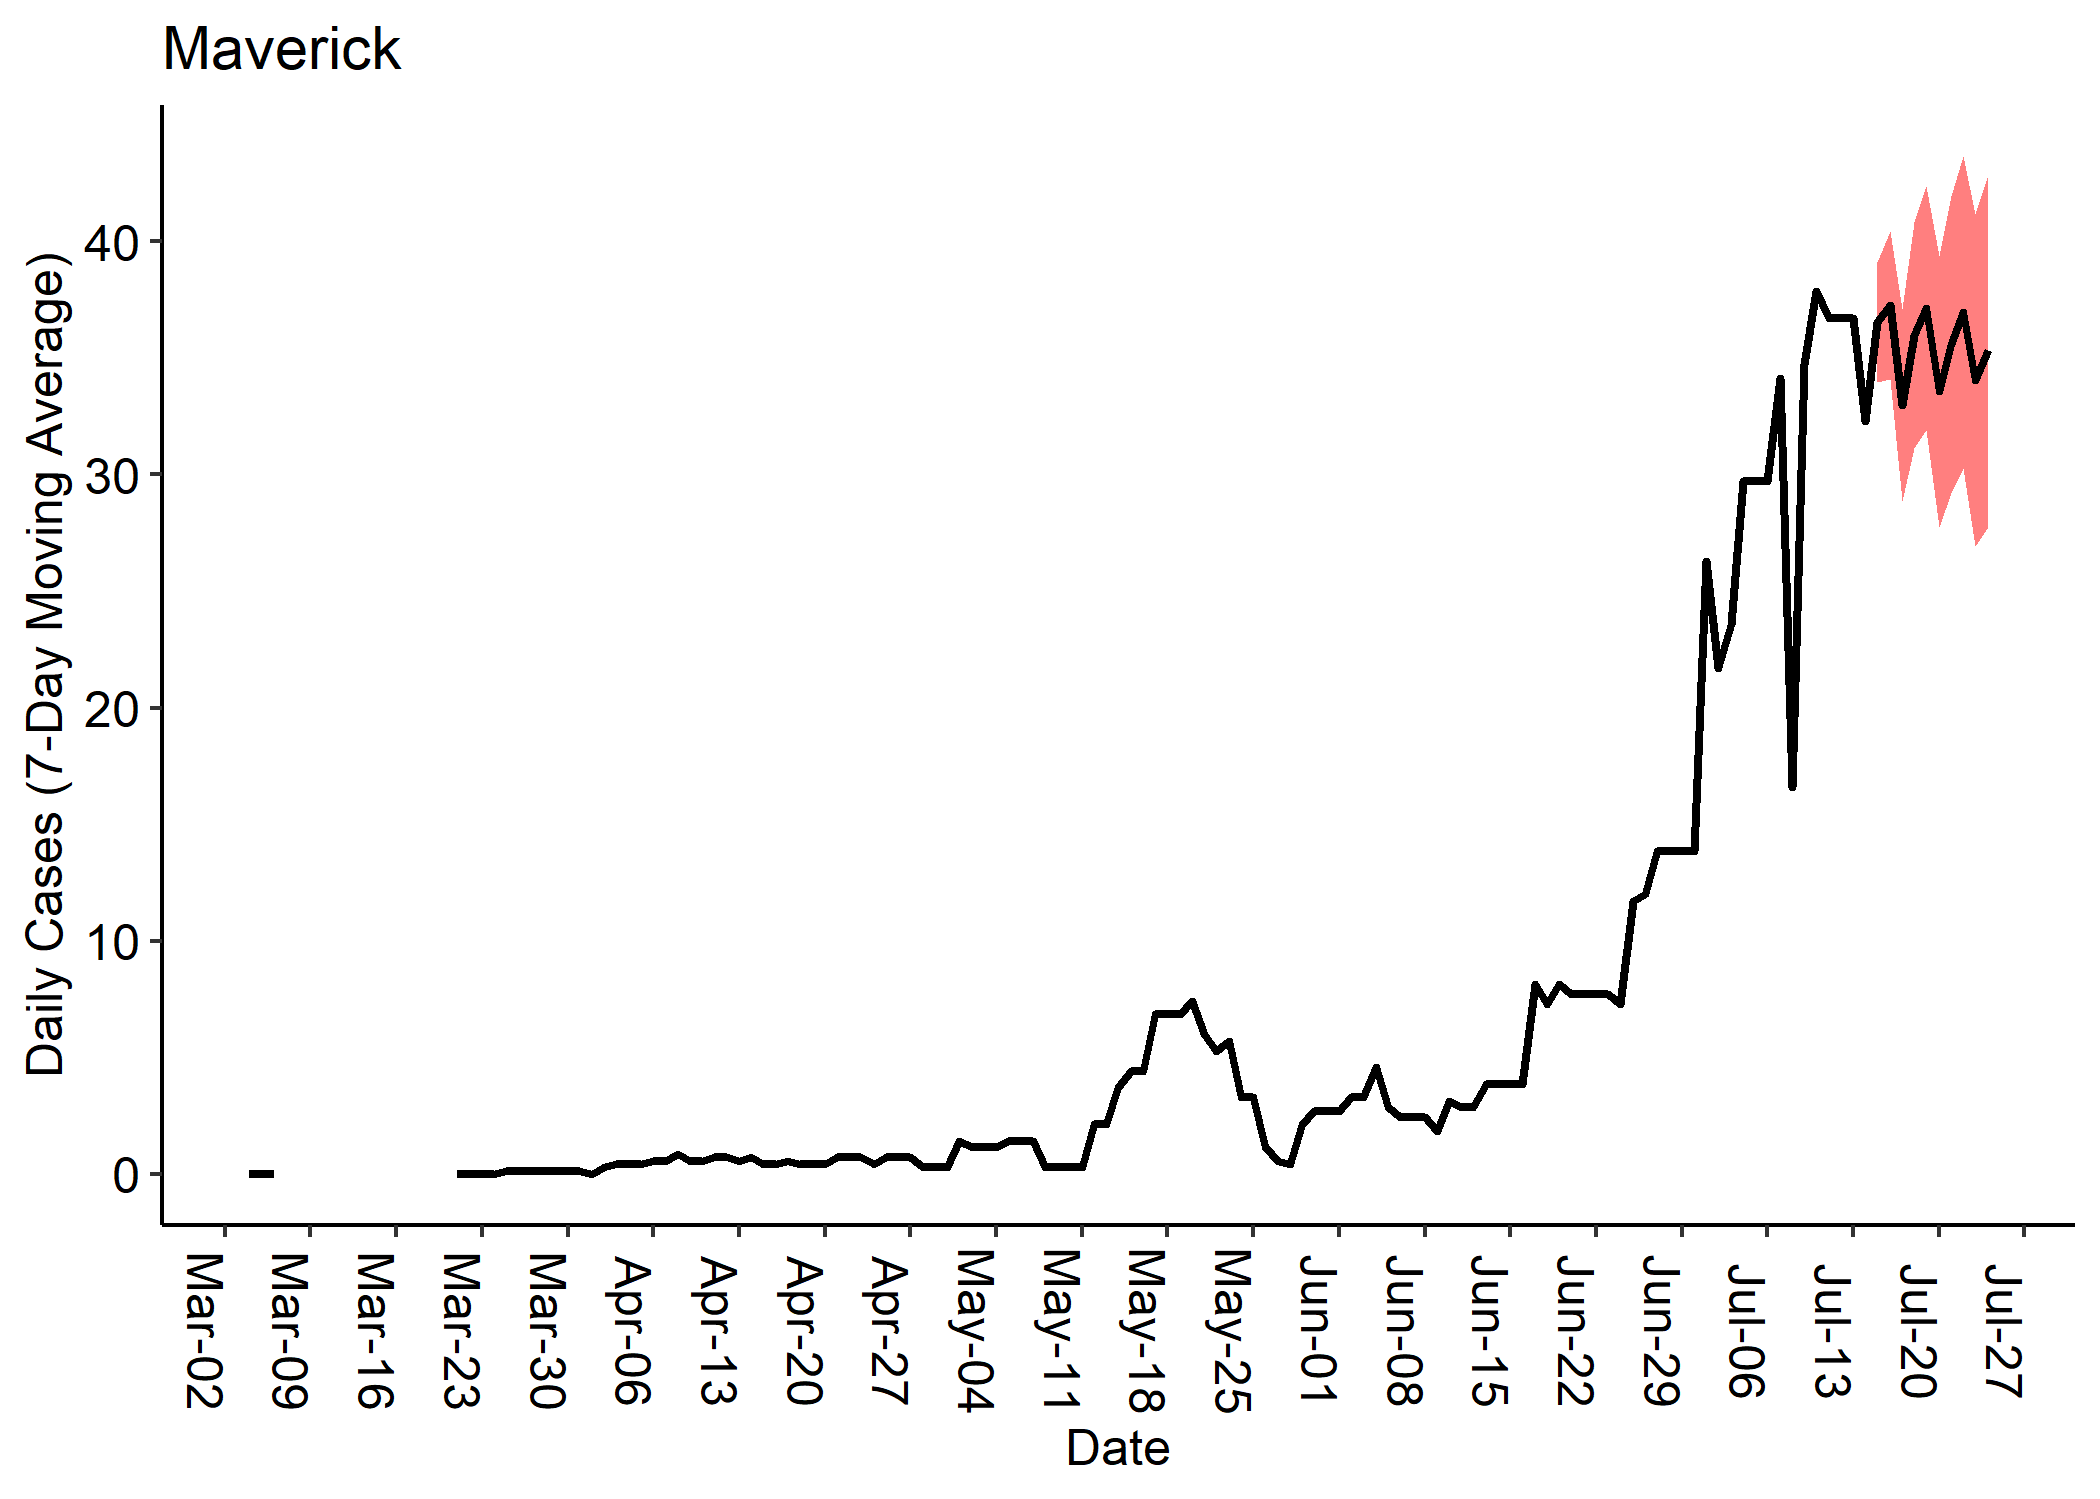 Maverick
Daily Cases (7-Day Moving Average)
40
30
20
10
0
Mar-02
Mar-09
Mar-16
Mar-23
Mar-30
Apr-06
Apr-13
Apr-20
Apr-27
May-04
May-11
May-18
May-25
Jun-01
Jun-08
Jun-15
Jun-22
Jun-29
Jul-06
Jul-13
Jul-20
Jul-27
Date